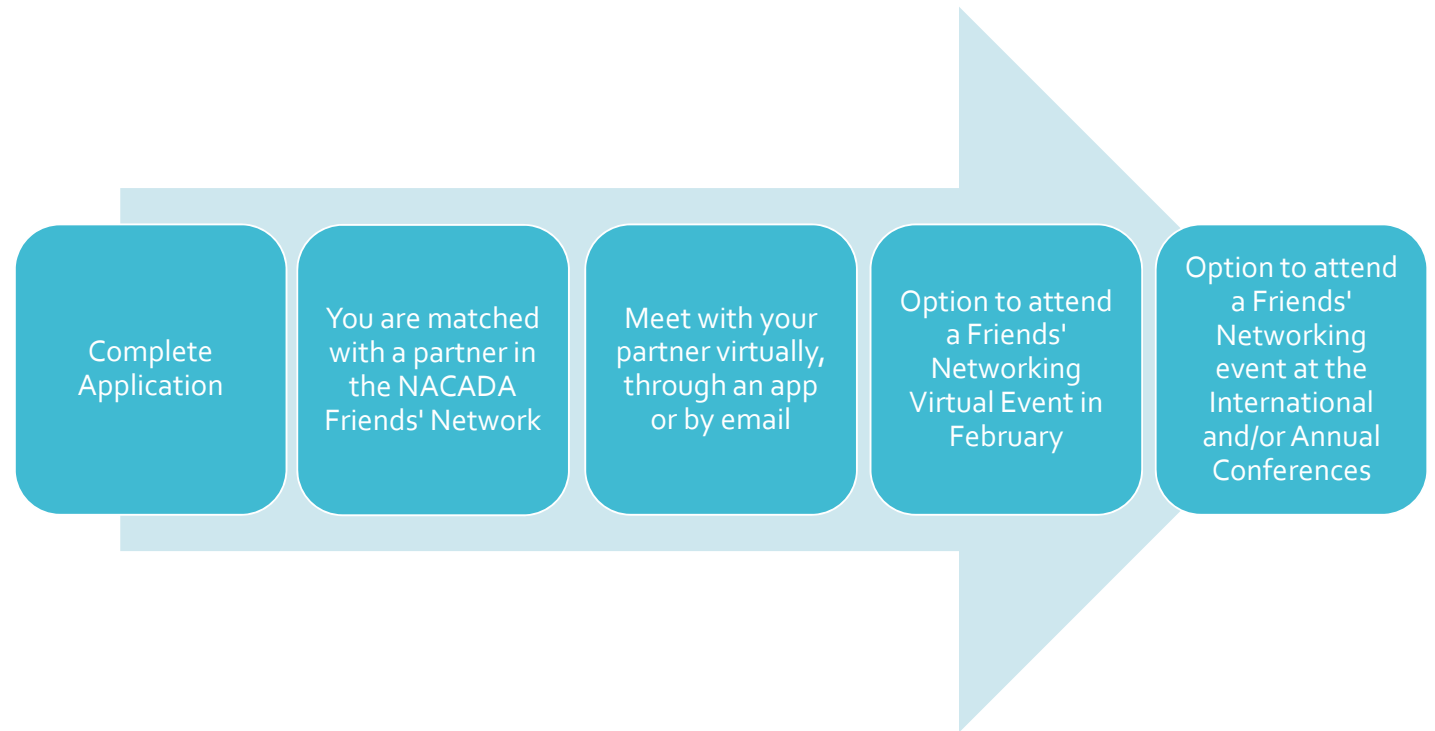 Complete
Application
You are matched
with a partner in
the NACADA
Friends' Network
Meet with your
partner virtually,
through an app
or by email
Option to attend
a Friends'
Networking
Virtual Event in
February
Option to attend
a Friends'
Networking
event at the
International
and/or Annual
Conferences